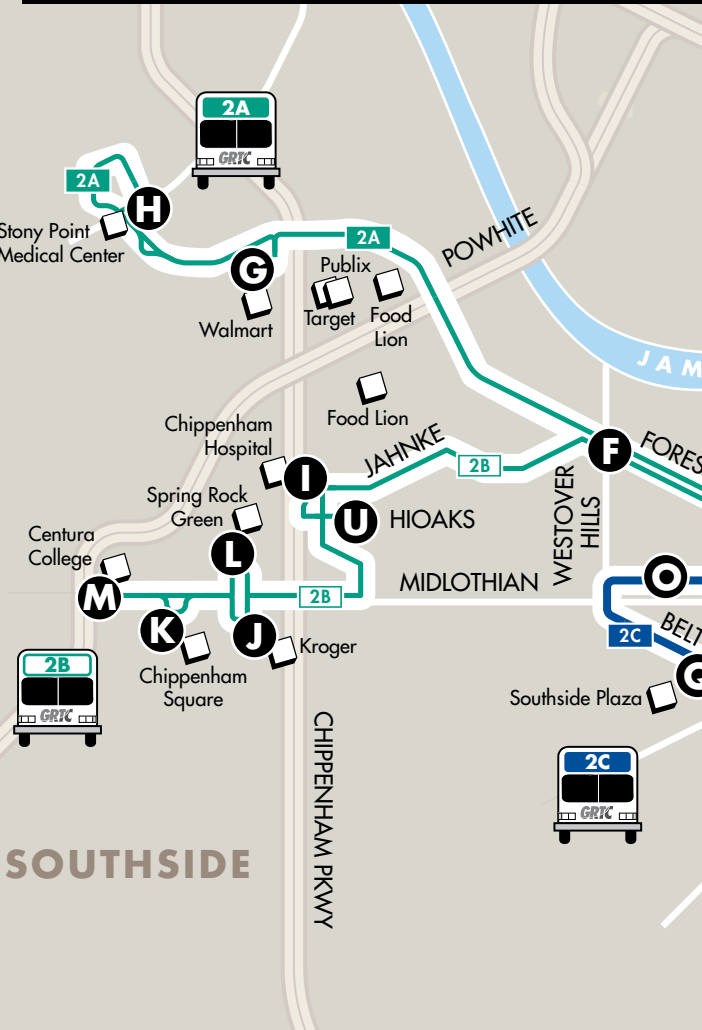 2A
GRTC
2A
H
Stony Point
Medical Center
2A
POWHITE
G
Publix
Walmart
Target
Food
Lion
JAM
Food Lion
Chippenham
Hospital
JAHNKE
F
FORES
2B
I
Spring Rock
Green
U
HIOAKS
WESTOVER
HILLS
Centura
College
L
M
2B
MIDLOTHIAN
O
K
J
2C
BELT
Kroger
2B
GRTC
Chippenham
Square
Southside Plaza
CHIPPENHAM PKWY
2C
GRTC
SOUTHSIDE